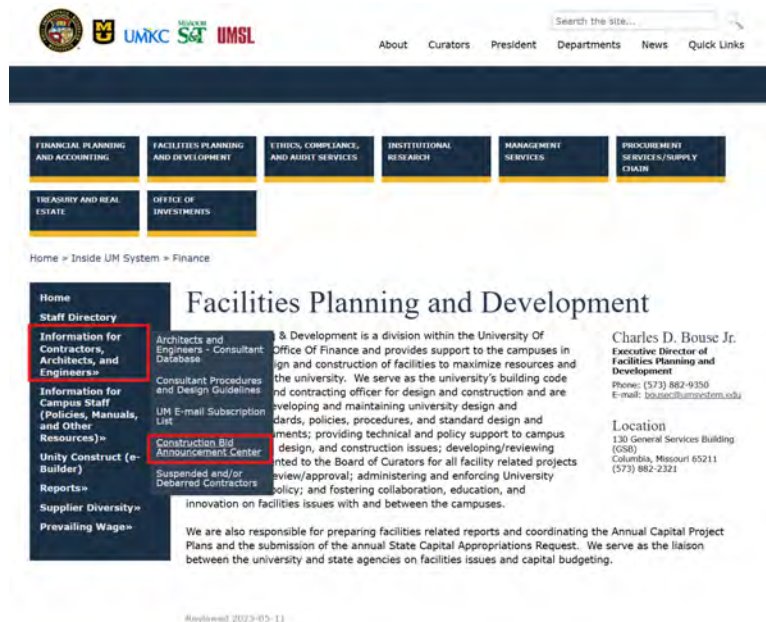 UMKC MISSOURI S&T UMSL
Search the site...
About Curators President Departments News Quick Links
FINANCIAL PLANNING
AND ACCOUNTING
FACILITIES PLANNING
AND DEVELOPMENT
ETHICS, COMPLIANCE,
AND AUDIT SERVICES
INSTITUTIONAL
RESEARCH
MANAGEMENT
SERVICES
PROCUREMENT
SERVICES/SUPPLY
CHAIN
TREASURY AND REAL
ESTATE
OFFICE OF
INVESTMENTS
Home » Inside UM System » Finance
Home
Staff Directory
Information for
Contractors,
Architects, and
Engineers»
Information for
Campus Staff
(Policies, Manuals,
and Other
Resources)»
Unity Construct (e-
Builder)
Reports»
Supplier Diversity»
Prevailing Wage»
Architects and
Engineers - Consultant
Database
Consultant Procedures
and Design Guidelines
UM E-mail Subscription
List
Construction Bid
Announcement Center
Suspended and/or
Debarred Contractors
Facilities Planning and Development
& Development is a division within the University Of
Office Of Finance and provides support to the campuses in
ign and construction of facilities to maximize resources and
the university. We serve as the university's building code
nd contracting officer for design and construction and are
eveloping and maintaining university design and
dards, policies, procedures, and standard design and
ments; providing technical and policy support to campus
design, and construction issues; developing/reviewing
nted to the Board of Curators for all facility related projects
eview/approval; administering and enforcing University
policy; and fostering collaboration, education, and
innovation on facilities issues with and between the campuses.
We are also responsible for preparing facilities related reports and coordinating the Annual Capital Project
Plans and the submission of the annual State Capital Appropriations Request. We serve as the liaison
between the university and state agencies on facilities issues and capital budgeting.
Charles D. Bouse Jr.
Executive Director of
Facilities Planning and
Development
Phone: (573) 882-9350
E-mail: bousec@umsystem.edu
Location
130 General Services Building
(GSB)
Columbia, Missouri 65211
(573) 882-2321
Reviewed 2023-05-11